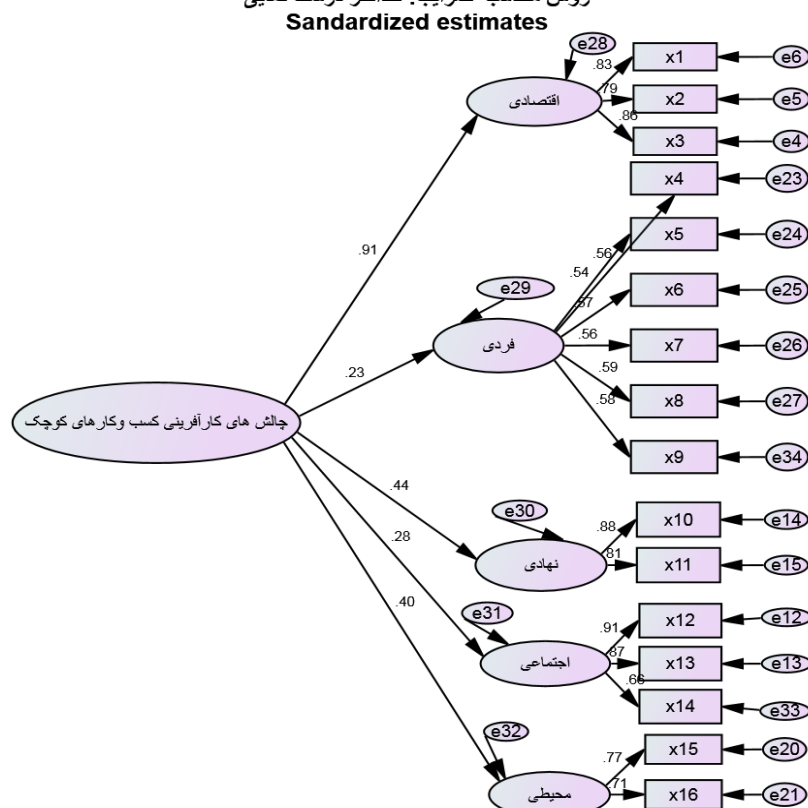 Sandardized estimates
e28
.83
x1
e6
اقتصادی
.79
x2
e5
.86
x3
e4
x4
e23
.91
.56
x5
e24
.54
e29
.57
x6
e25
فردی
.56
x7
e26
.23
.59
x8
e27
.58
چالش های کارآفرینی کسب وکارهای کوچک
x9
e34
.44
e30
.88
x10
e14
.28
نهادی
.81
x11
e15
.40
e31
.91
x12
e12
اجتماعی
.87
x13
e13
.66
x14
e33
e32
.77
x15
e20
محیطی
.71
x16
e21